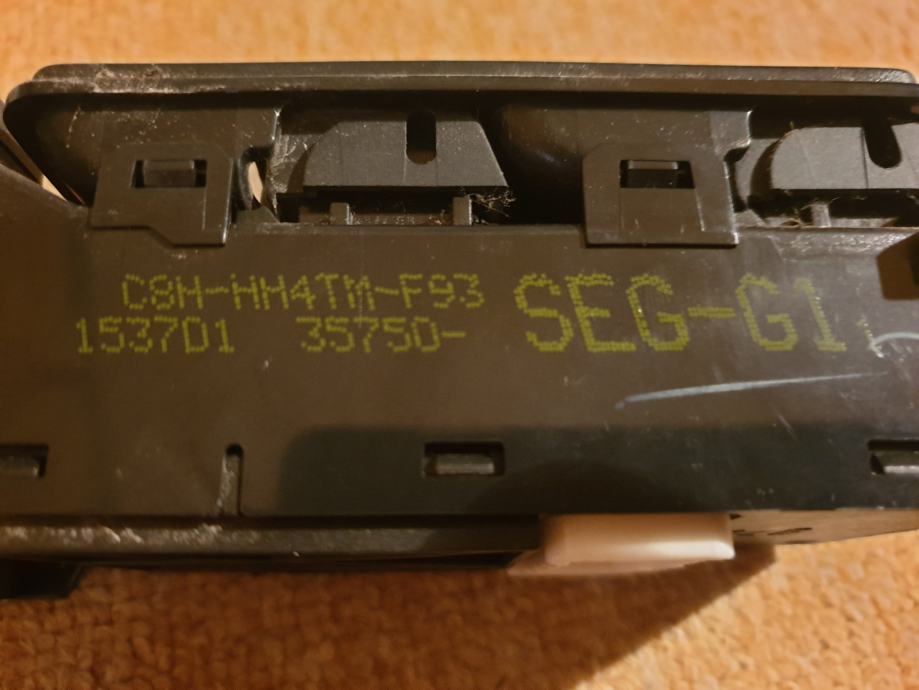 C8H-HH4TM-F93
1537D1 35750-
SEG-G1